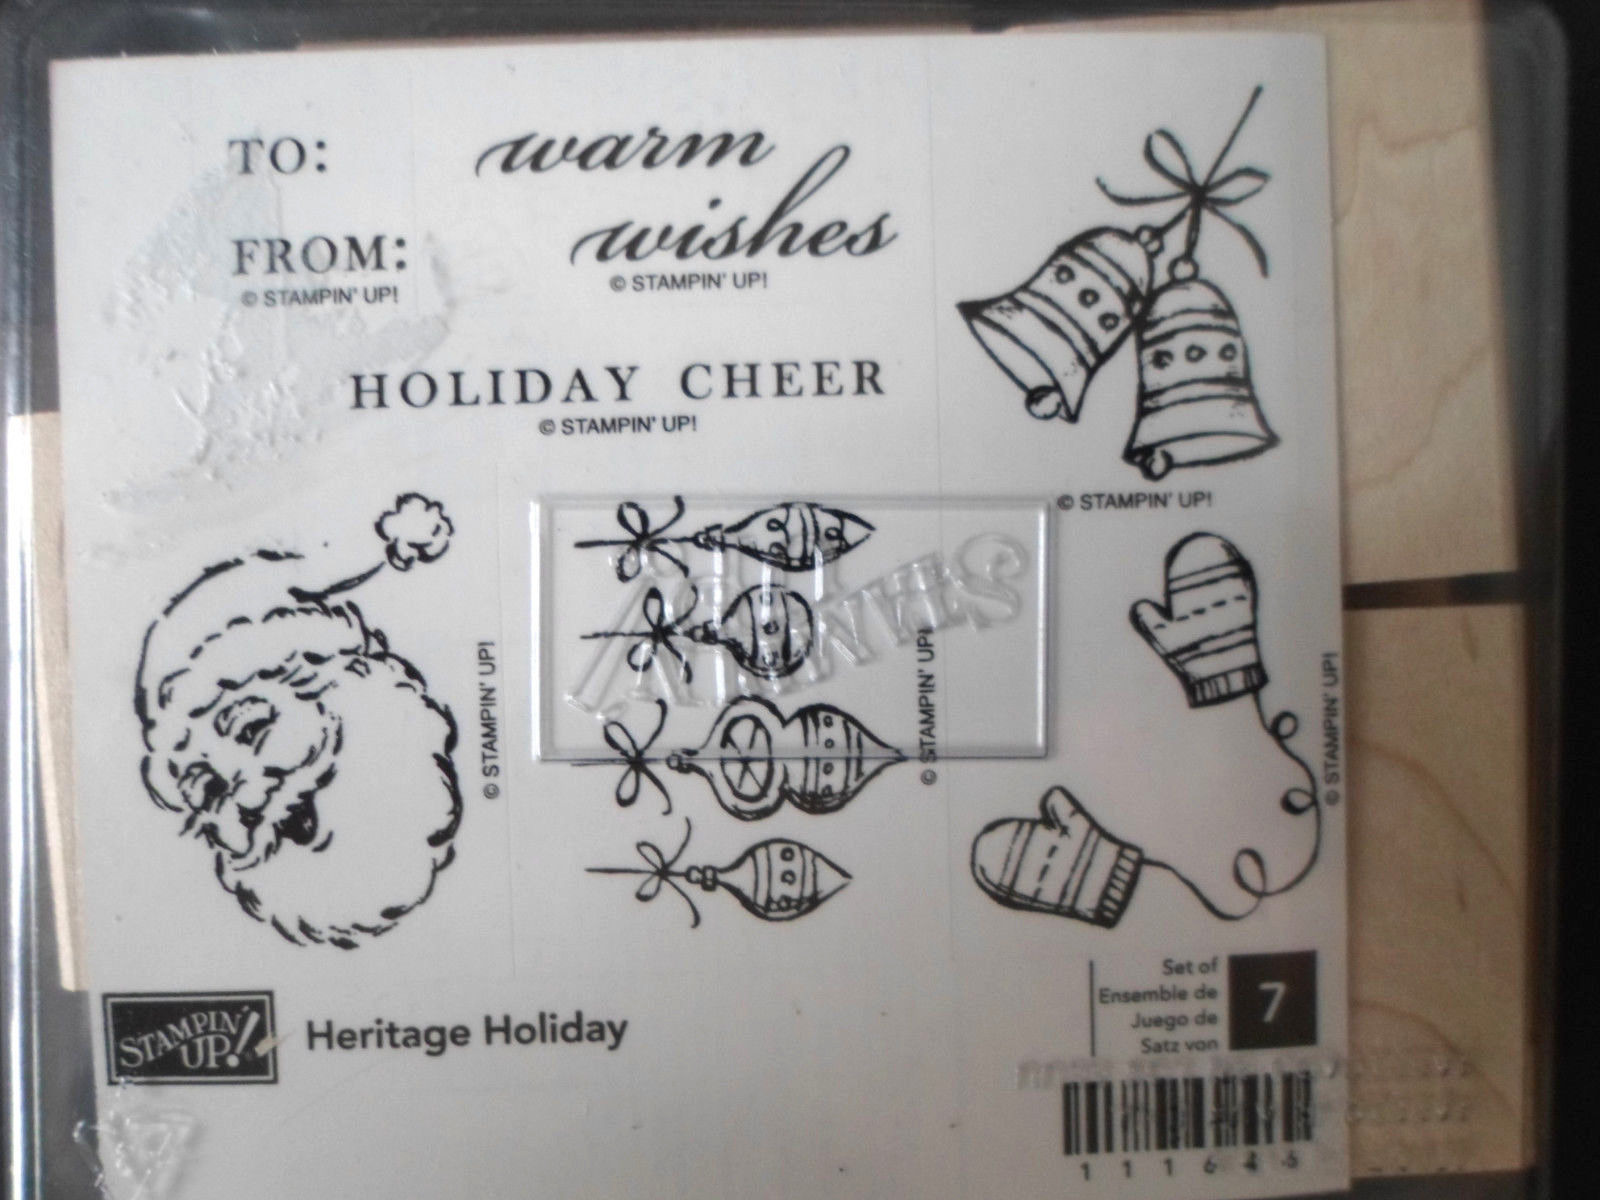 TO:
FROM:
© STAMPIN' UP!
warm
wishes
© STAMPIN' UP!
HOLIDAY CHEER
© STAMPIN' UP!
© STAMPIN' UP!
© STAMPIN' UP!
© STAMPIN' UP!
© STAMPIN' UP!
STAMPIN'
UP!
Heritage Holiday
Set of
Ensemble de
Juego de
Satz von
7
111645